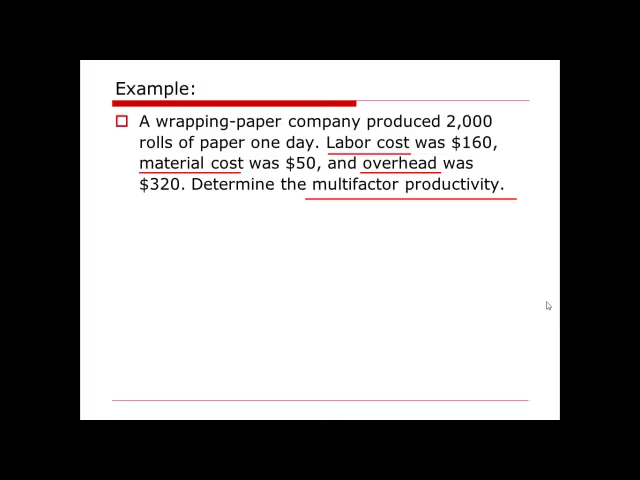 Example:
A wrapping-paper company produced 2,000
rolls of paper one day. Labor cost was $160,
material cost was $50, and overhead was
$320. Determine the multifactor productivity.